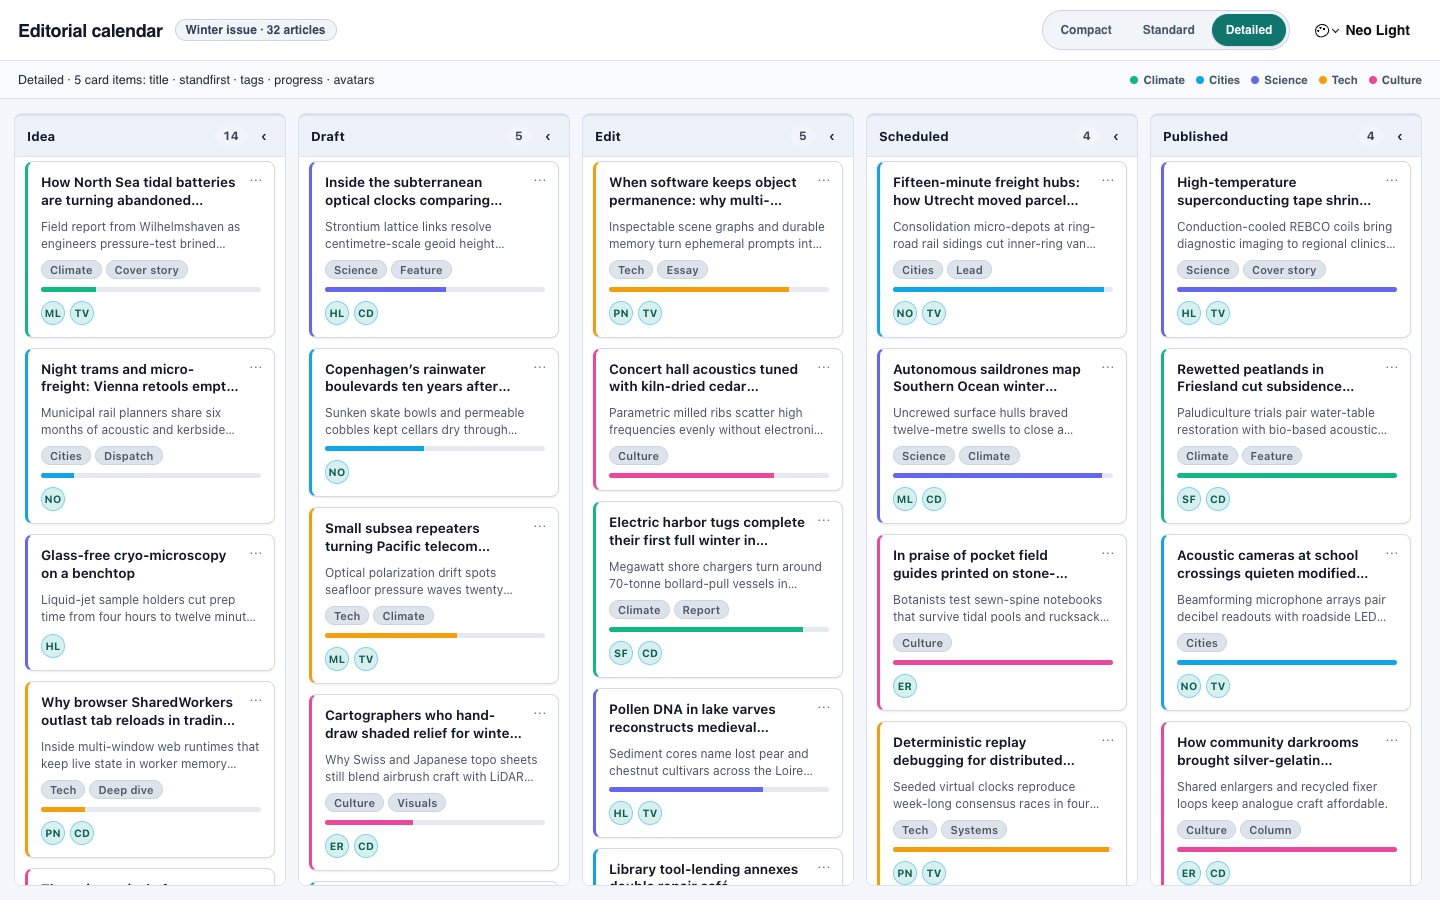 Editorial calendar
Winter issue · 32 articles
Compact
Standard
Detailed
Neo Light
Detailed · 5 card items: title · standfirst · tags · progress · avatars
Climate
Cities
Science
Tech
Culture
Idea
14
How North Sea tidal batteries
are turning abandoned...
Field report from Wilhelmshaven as
engineers pressure-test brined...
Climate
Cover story
ML
TV
Night trams and micro-
freight: Vienna retools empt...
Municipal rail planners share six
months of acoustic and kerbside...
Cities
Dispatch
NO
Glass-free cryo-microscopy
on a benchtop
Liquid-jet sample holders cut prep
time from four hours to twelve minut...
HL
Why browser SharedWorkers
outlast tab reloads in tradin...
Inside multi-window web runtimes that
keep live state in worker memory...
Tech
Deep dive
PN
CD
Draft
5
Inside the subterranean
optical clocks comparing...
Strontium lattice links resolve
centimetre-scale geoid height...
Science
Feature
HL
CD
Copenhagen’s rainwater
boulevards ten years after...
Sunken skate bowls and permeable
cobbles kept cellars dry through...
NO
Small subsea repeaters
turning Pacific telecom...
Optical polarization drift spots
seafloor pressure waves twenty...
Tech
Climate
ML
TV
Cartographers who hand-
draw shaded relief for winte...
Why Swiss and Japanese topo sheets
still blend airbrush craft with LiDAR...
Culture
Visuals
ER
CD
Edit
5
When software keeps object
permanence: why multi-...
Inspectable scene graphs and durable
memory turn ephemeral prompts int...
Tech
Essay
PN
TV
Concert hall acoustics tuned
with kiln-dried cedar...
Parametric milled ribs scatter high
frequencies evenly without electroni...
Culture
Electric harbor tugs complete
their first full winter in...
Megawatt shore chargers turn around
70-tonne bollard-pull vessels in...
Climate
Report
SF
CD
Pollen DNA in lake varves
reconstructs medieval...
Sediment cores name lost pear and
chestnut cultivars across the Loire...
HL
TV
Library tool-lending annexes
double repair café
Scheduled
4
Fifteen-minute freight hubs:
how Utrecht moved parcel...
Consolidation micro-depots at ring-
road rail sidings cut inner-ring van...
Cities
Lead
NO
TV
Autonomous saildrones map
Southern Ocean winter...
Uncrewed surface hulls braved
twelve-metre swells to close a...
Science
Climate
ML
CD
In praise of pocket field
guides printed on stone-...
Botanists test sewn-spine notebooks
that survive tidal pools and rucksack...
Culture
ER
Deterministic replay
debugging for distributed...
Seeded virtual clocks reproduce
week-long consensus races in four...
Tech
Systems
PN
TV
Published
4
High-temperature
superconducting tape shrin...
Conduction-cooled REBCO coils bring
diagnostic imaging to regional clinics...
Science
Cover story
HL
TV
Rewetted peatlands in
Friesland cut subsidence...
Paludiculture trials pair water-table
restoration with bio-based acoustic...
Climate
Feature
SF
CD
Acoustic cameras at school
crossings quieten modified...
Beamforming microphone arrays pair
decibel readouts with roadside LED...
Cities
NO
TV
How community darkrooms
brought silver-gelatin...
Shared enlargers and recycled fixer
loops keep analogue craft affordable.
Culture
Column
ER
CD